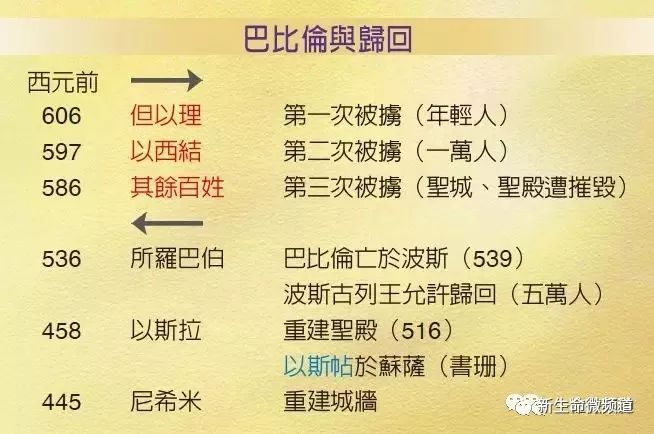 巴比倫與歸回
西元前
606 但以理 第一次被擄（年輕人）
597 以西結 第二次被擄（一萬人）
586 其餘百姓 第三次被擄（聖城、聖殿遭摧毀）
536 所羅巴伯 巴比倫亡於波斯（539）
波斯古列王允許歸回（五萬人）
458 以斯拉 重建聖殿（516）
以斯帖於蘇薩（書珊）
445 尼希米 重建城牆
新生命微频道